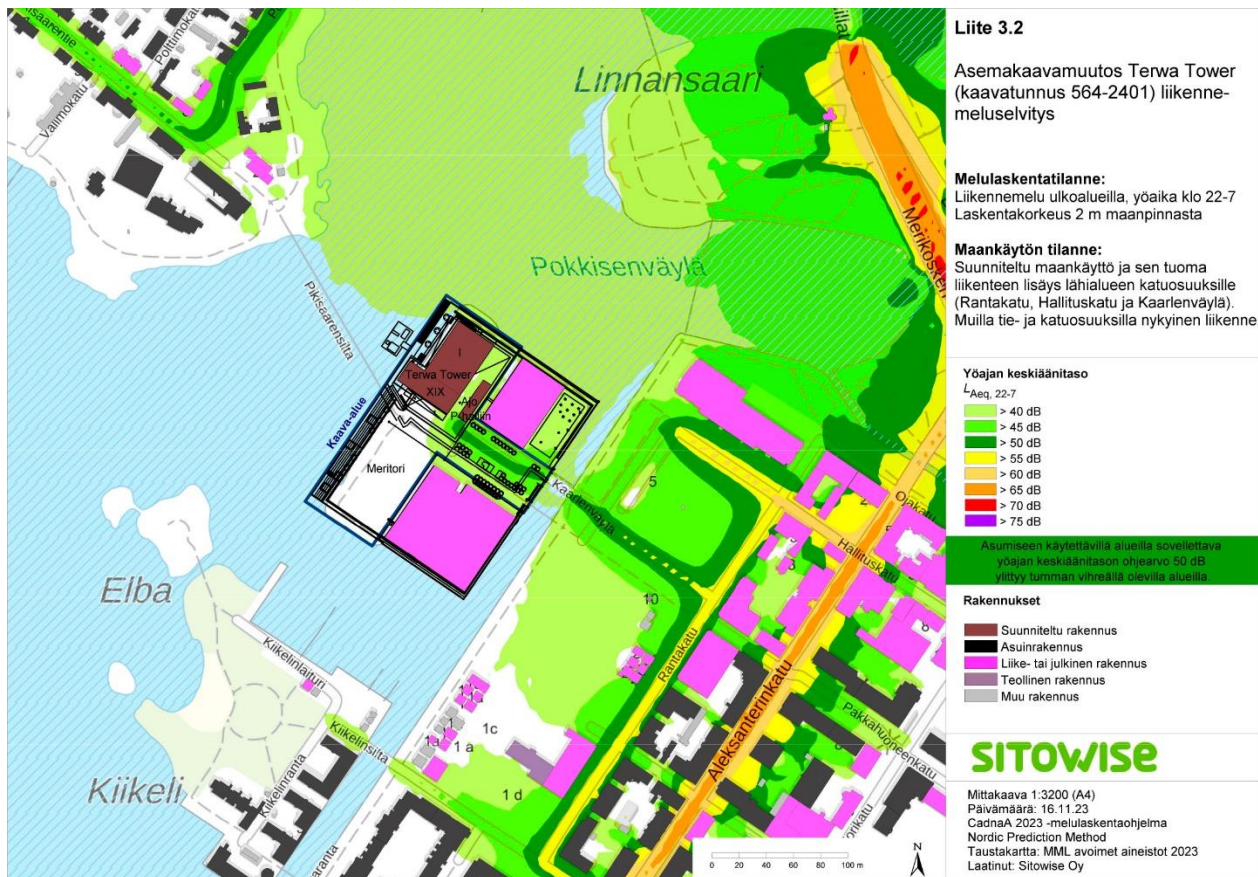 Pikisaarentie
Polttimokatu
Valimokatu
Linnansaari
Pokkisenväylä
Pikisaarensilta
Kaava-alue
I
Terwa Tower
XIX
Ajo
P-halliin
Meritori
Kaarlenväylä
Hallituskatu
Ojakatu
5
3
10
8
Rantakatu
Aleksanterinkatu
Pakkahuoneenkatu
Elba
Kiikelinlaituri
Kiikelinsilta
Kiikelinranta
Kiikeli
1
1 a
1c
1 d
0 20 40 60 80 100 m
N
Liite 3.2
Asemakaavamuutos Terwa Tower
(kaavatunnus 564-2401) liikenne-
meluselvitys
Melulaskentatilanne:
Liikennemelu ulkoalueilla, yöaika klo 22-7
Laskentakorkeus 2 m maanpinnasta
Maankäytön tilanne:
Suunniteltu maankäyttö ja sen tuoma
liikenteen lisäys lähialueen katuosuuksille
(Rantakatu, Hallituskatu ja Kaarlenväylä).
Muilla tie- ja katuosuuksilla nykyinen liikenne
Yöajan keskiäänitaso
LAeq, 22-7
> 40 dB
> 45 dB
> 50 dB
> 55 dB
> 60 dB
> 65 dB
> 70 dB
> 75 dB
Asumiseen käytettävillä alueilla sovellettava
yöajan keskiäänitason ohjearvo 50 dB
ylittyy tumman vihreällä olevilla alueilla.
Rakennukset
Suunniteltu rakennus
Asuinrakennus
Liike- tai julkinen rakennus
Teollinen rakennus
Muu rakennus
SITOWISE
Mittakaava 1:3200 (A4)
Päivämäärä: 16.11.23
CadnaA 2023 -melulaskentaohjelma
Nordic Prediction Method
Taustakartta: MML avoimet aineistot 2023
Laatinut: Sitowise Oy